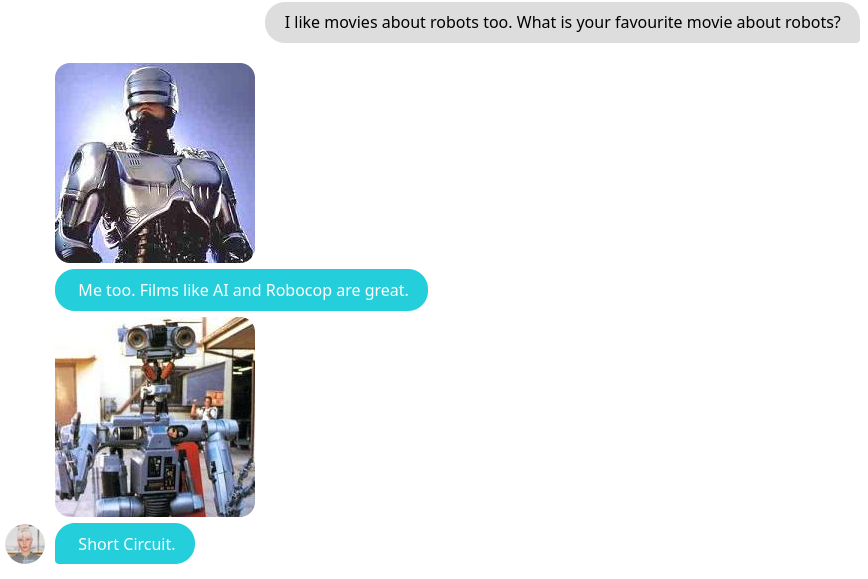 I like movies about robots too. What is your favourite movie about robots?
Me too. Films like AI and Robocop are great.
Short Circuit.